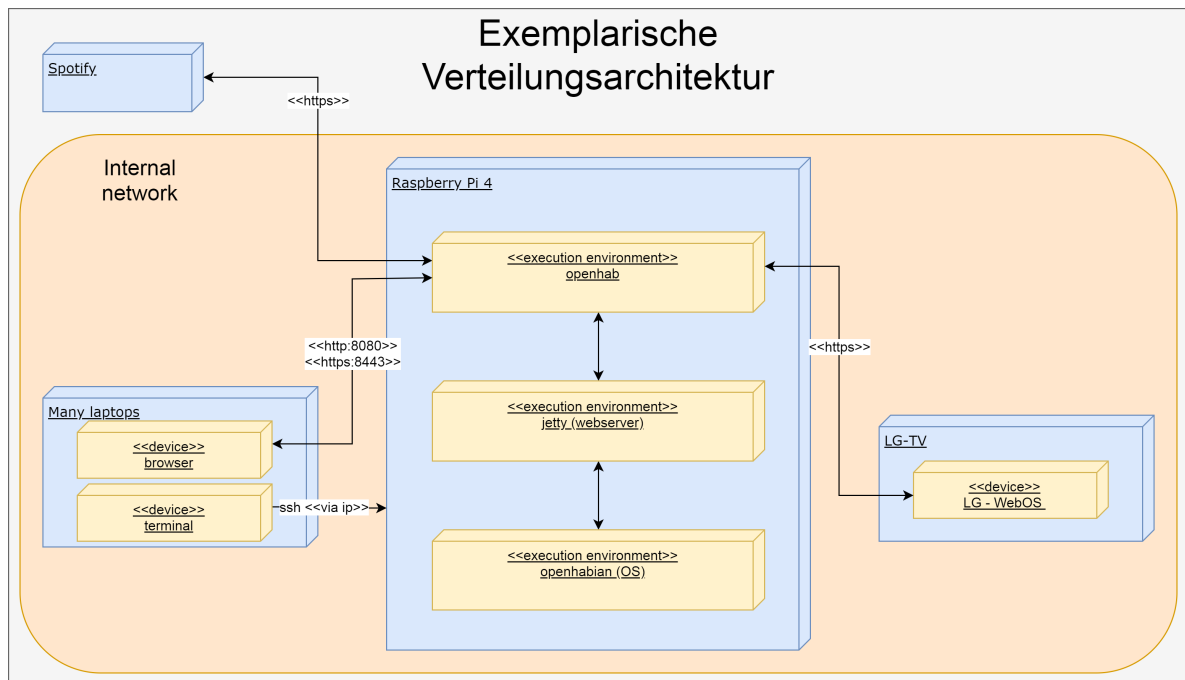 Exemplarische
Verteilungsarchitektur
Spotify
<<https>>
Internal
network
Raspberry Pi 4
<<execution environment>>
openhab
<<http:8080>>
<<https:8443>>
<<https>>
<<execution environment>>
jetty (webserver)
Many laptops
<<device>>
browser
<<device>>
terminal
ssh <<via ip>>
LG-TV
<<device>>
LG - WebOS
<<execution environment>>
openhabian (OS)